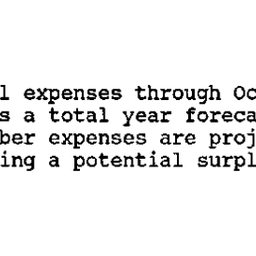 l expenses through Oc
s a total year foreca
ber expenses are proj
ing a potential surpl